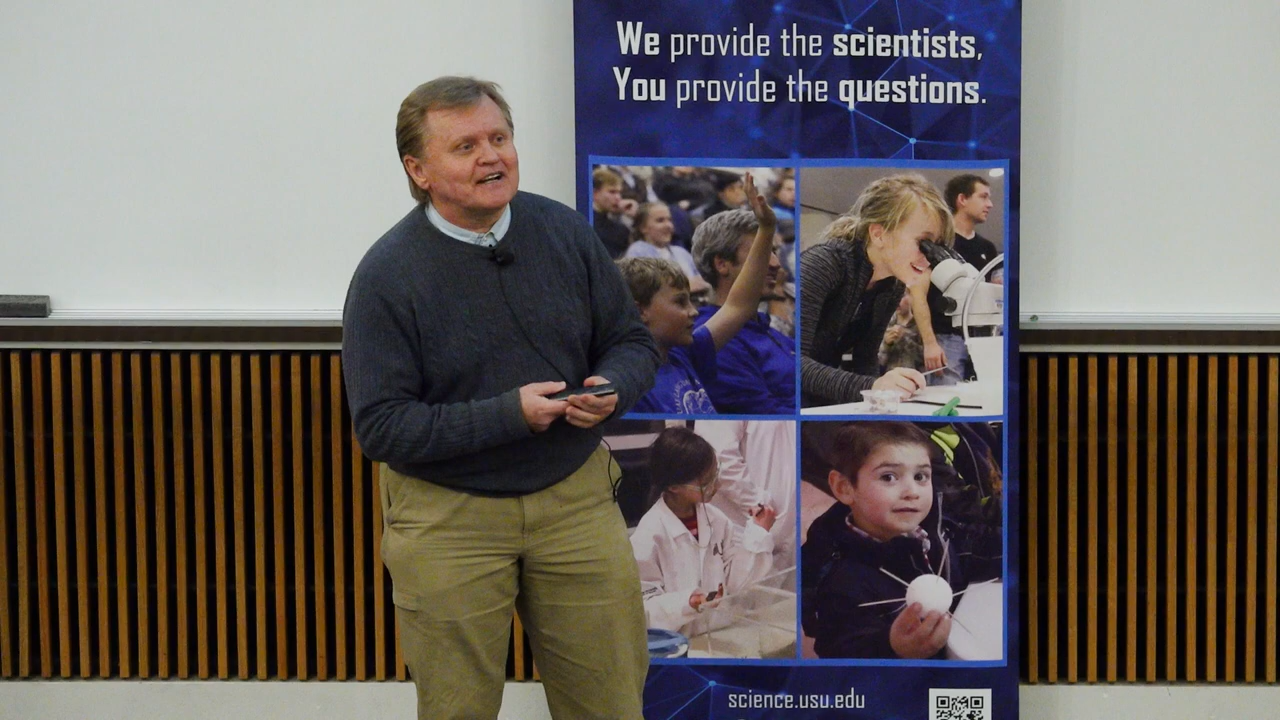 We provide the scientists,
You provide the questions.
science.usu.edu